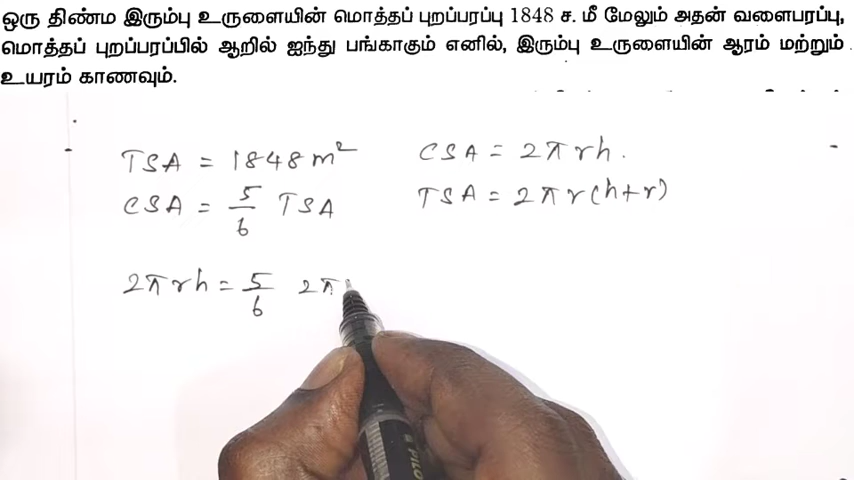 ஒரு திண்ம இரும்பு உருளையின் மொத்தப் புறப்பரப்பு 1848 ச. மீ மேலும் அதன் வளைபரப்பு,
மொத்தப் புறப்பரப்பில் ஆறில் ஐந்து பங்காகும் எனில், இரும்பு உருளையின் ஆரம் மற்றும்
உயரம் காணவும்.
TSA = 1848 m²
CSA = 2πrh.
CSA = 5/6 TSA
TSA = 2πr(h+r)
2πrh = 5/6 2π
PILO